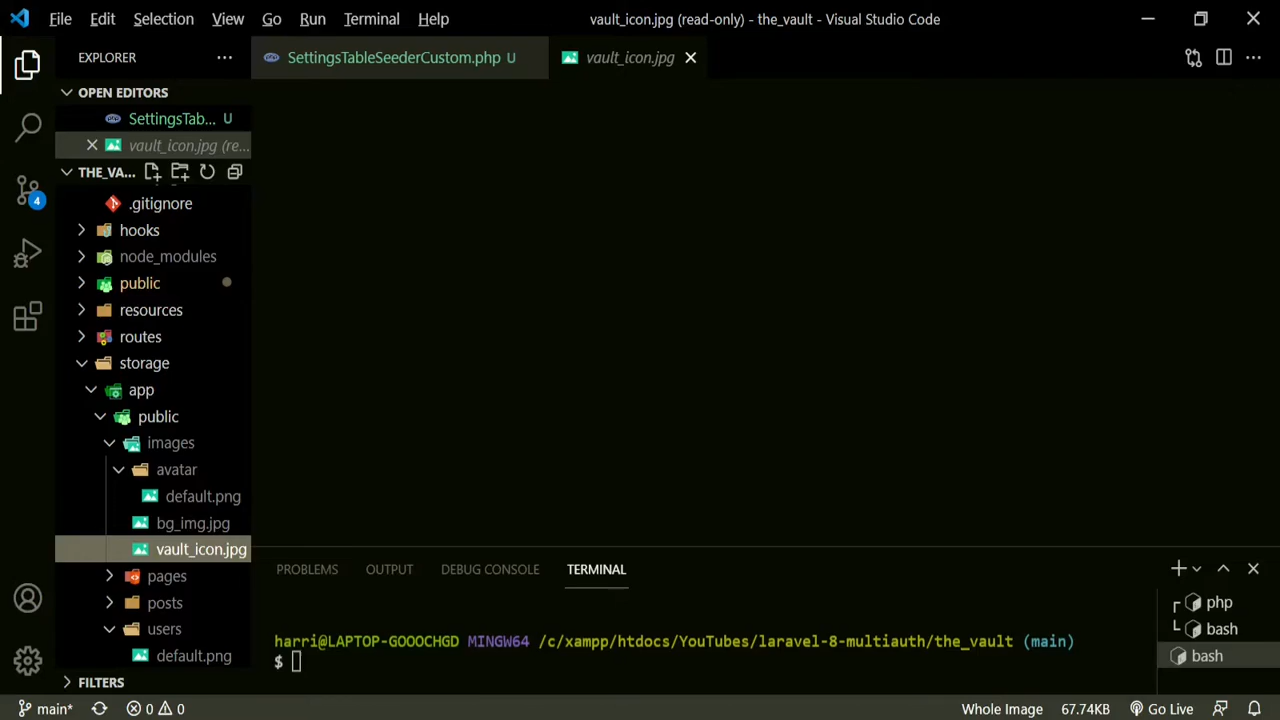 File Edit Selection View Go Run Terminal Help
vault_icon.jpg (read-only) - the_vault - Visual Studio Code
EXPLORER
SettingsTableSeederCustom.php U
vault_icon.jpg
OPEN EDITORS
SettingsTab... U
vault_icon.jpg (re...
THE_VA...
.gitignore
hooks
node_modules
public
resources
routes
storage
app
public
images
avatar
default.png
bg_img.jpg
vault_icon.jpg
pages
posts
users
default.png
FILTERS
4
PROBLEMS OUTPUT DEBUG CONSOLE TERMINAL
harri@LAPTOP-GOOOCHGD MINGW64 /c/xampp/htdocs/YouTubes/laravel-8-multiauth/the_vault (main)
$
php
bash
bash
main* 0 0
Whole Image 67.74KB Go Live